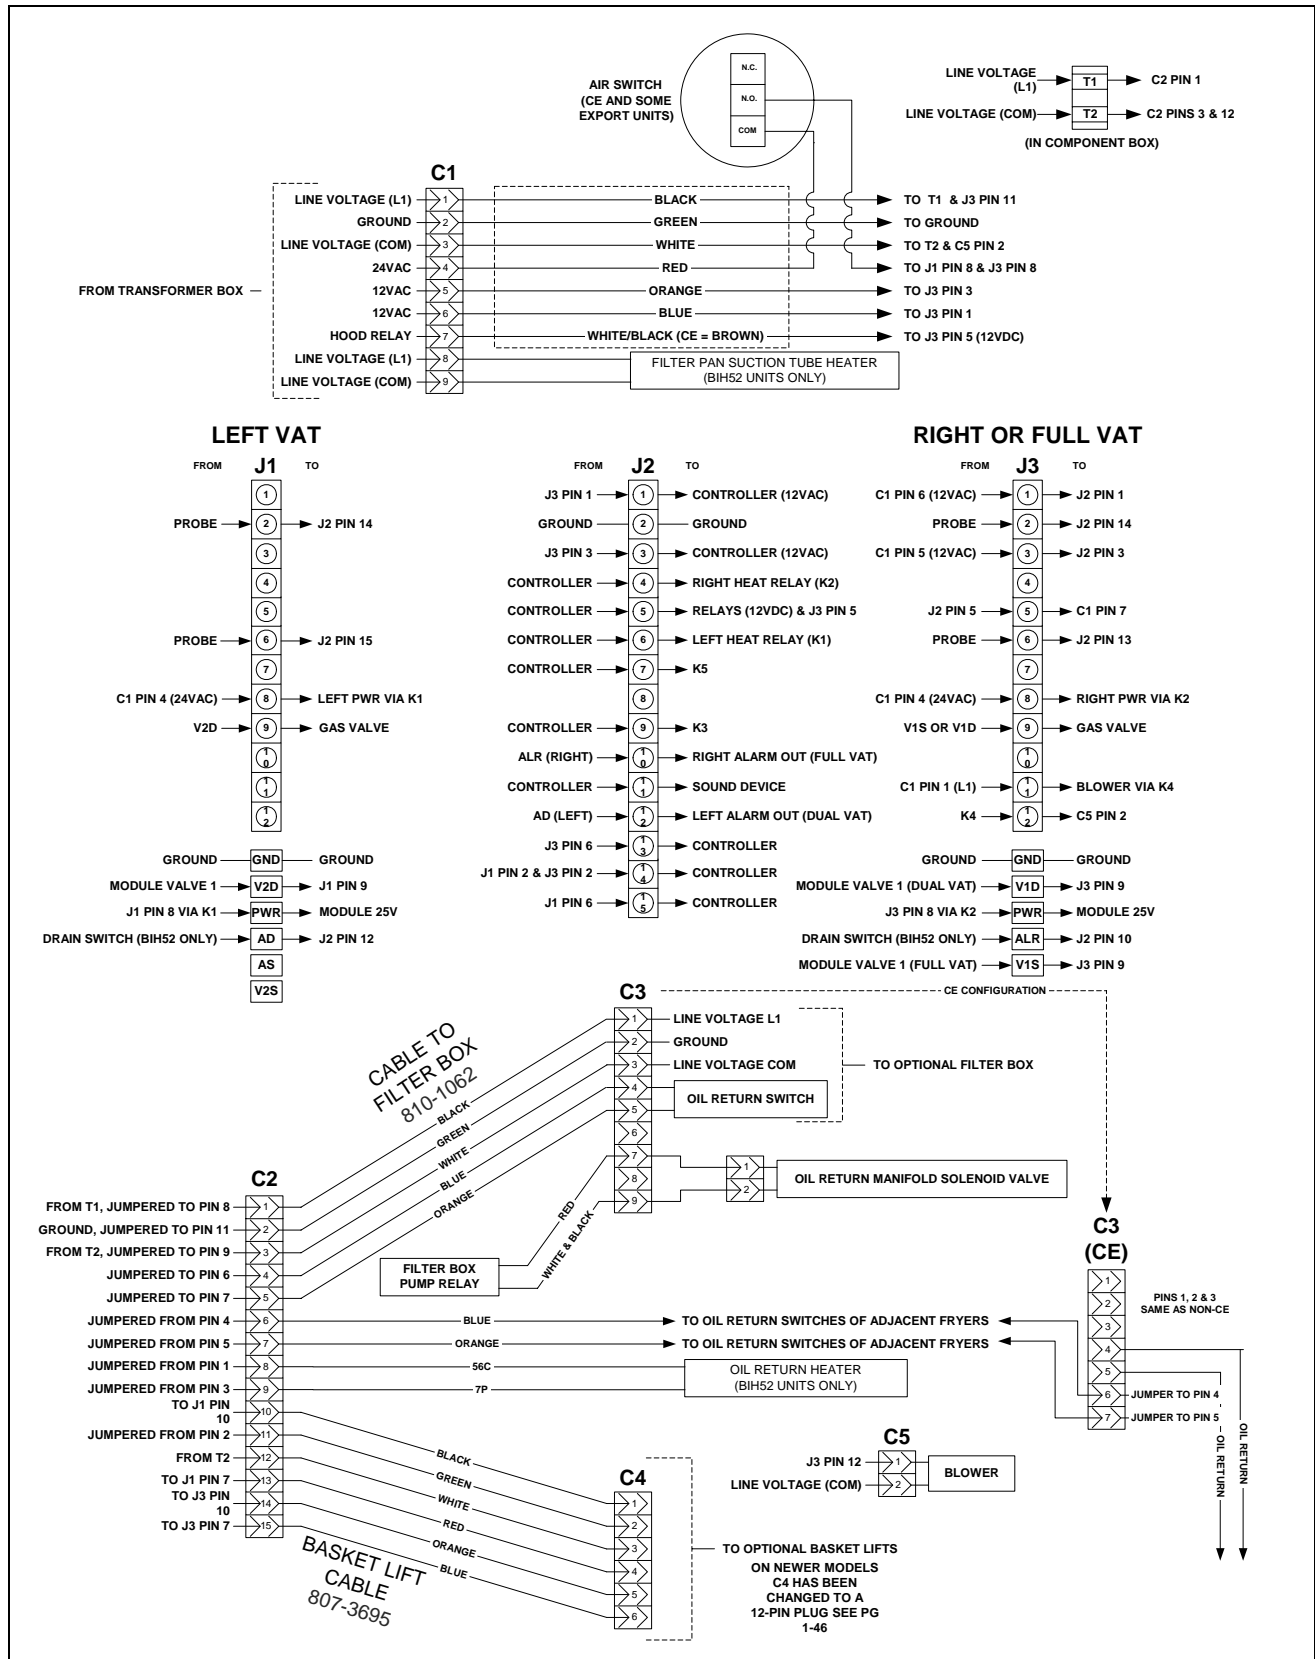 N.C.
N.O.
COM
AIR SWITCH
(CE AND SOME
EXPORT UNITS)
LINE VOLTAGE
(L1)
T1
C2 PIN 1
LINE VOLTAGE (COM)
T2
C2 PINS 3 & 12
(IN COMPONENT BOX)
C1
FROM TRANSFORMER BOX
LINE VOLTAGE (L1) 1 BLACK TO T1 & J3 PIN 11
GROUND 2 GREEN TO GROUND
LINE VOLTAGE (COM) 3 WHITE TO T2 & C5 PIN 2
24VAC 4 RED TO J1 PIN 8 & J3 PIN 8
12VAC 5 ORANGE TO J3 PIN 3
12VAC 6 BLUE TO J3 PIN 1
HOOD RELAY 7 WHITE/BLACK (CE = BROWN) TO J3 PIN 5 (12VDC)
LINE VOLTAGE (L1) 8
LINE VOLTAGE (COM) 9
FILTER PAN SUCTION TUBE HEATER
(BIH52 UNITS ONLY)
LEFT VAT
FROM J1 TO
1
PROBE 2 J2 PIN 14
3
4
5
PROBE 6 J2 PIN 15
7
C1 PIN 4 (24VAC) 8 LEFT PWR VIA K1
V2D 9 GAS VALVE
10
11
12
GROUND GND GROUND
MODULE VALVE 1 V2D J1 PIN 9
J1 PIN 8 VIA K1 PWR MODULE 25V
DRAIN SWITCH (BIH52 ONLY) AD J2 PIN 12
AS
V2S
FROM J2 TO
J3 PIN 1 1 CONTROLLER (12VAC)
GROUND 2 GROUND
J3 PIN 3 3 CONTROLLER (12VAC)
CONTROLLER 4 RIGHT HEAT RELAY (K2)
CONTROLLER 5 RELAYS (12VDC) & J3 PIN 5
CONTROLLER 6 LEFT HEAT RELAY (K1)
CONTROLLER 7 K5
8
CONTROLLER 9 K3
ALR (RIGHT) 10 RIGHT ALARM OUT (FULL VAT)
CONTROLLER 11 SOUND DEVICE
AD (LEFT) 12 LEFT ALARM OUT (DUAL VAT)
J3 PIN 6 13 CONTROLLER
J1 PIN 2 & J3 PIN 2 14 CONTROLLER
J1 PIN 6 15 CONTROLLER
RIGHT OR FULL VAT
FROM J3 TO
C1 PIN 6 (12VAC) 1 J2 PIN 1
PROBE 2 J2 PIN 14
C1 PIN 5 (12VAC) 3 J2 PIN 3
4
J2 PIN 5 5 C1 PIN 7
PROBE 6 J2 PIN 13
7
C1 PIN 4 (24VAC) 8 RIGHT PWR VIA K2
V1S OR V1D 9 GAS VALVE
10
C1 PIN 1 (L1) 11 BLOWER VIA K4
K4 12 C5 PIN 2
GROUND GND GROUND
MODULE VALVE 1 (DUAL VAT) V1D J3 PIN 9
J3 PIN 8 VIA K2 PWR MODULE 25V
DRAIN SWITCH (BIH52 ONLY) ALR J2 PIN 10
MODULE VALVE 1 (FULL VAT) V1S J3 PIN 9
C3
CE CONFIGURATION
1 LINE VOLTAGE L1
2 GROUND
3 LINE VOLTAGE COM
4
5
OIL RETURN SWITCH
6
7
8
9
TO OPTIONAL FILTER BOX
1
2
OIL RETURN MANIFOLD SOLENOID VALVE
CABLE TO
FILTER BOX
810-1062
BLACK
GREEN
WHITE
BLUE
ORANGE
RED
WHITE & BLACK
FILTER BOX
PUMP RELAY
C2
FROM T1, JUMPERED TO PIN 8 1
GROUND, JUMPERED TO PIN 11 2
FROM T2, JUMPERED TO PIN 9 3
JUMPERED TO PIN 6 4
JUMPERED TO PIN 7 5
JUMPERED FROM PIN 4 6 BLUE TO OIL RETURN SWITCHES OF ADJACENT FRYERS
JUMPERED FROM PIN 5 7 ORANGE TO OIL RETURN SWITCHES OF ADJACENT FRYERS
JUMPERED FROM PIN 1 8 56C
JUMPERED FROM PIN 3 9 7P
OIL RETURN HEATER
(BIH52 UNITS ONLY)
TO J1 PIN
10 10
JUMPERED FROM PIN 2 11
FROM T2 12
TO J1 PIN 7 13
TO J3 PIN
10 14
TO J3 PIN 7 15
BLACK
GREEN
WHITE
RED
ORANGE
BLUE
BASKET LIFT
CABLE
807-3695
C4
1
2
3
4
5
6
TO OPTIONAL BASKET LIFTS
ON NEWER MODELS
C4 HAS BEEN
CHANGED TO A
12-PIN PLUG SEE PG
1-46
C5
J3 PIN 12 1
LINE VOLTAGE (COM) 2
BLOWER
C3
(CE)
1
2
3
4
5
6 JUMPER TO PIN 4
7 JUMPER TO PIN 5
PINS 1, 2 & 3
SAME AS NON-CE
OIL RETURN
OIL RETURN